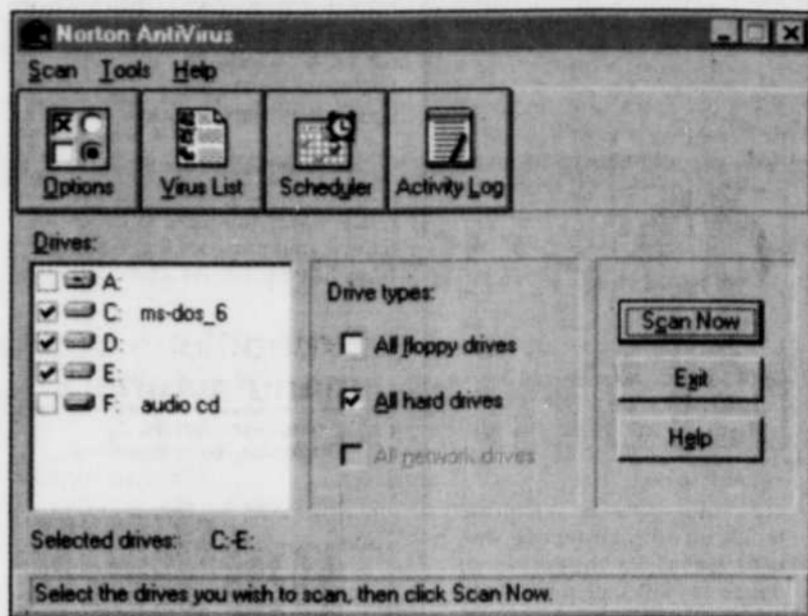 Norton AntiVirus
Scan Tools Help
Options Virus List Scheduler Activity Log
Drives:
A:
C: ms-dos_6
D:
E:
F: audio cd
Drive types:
All floppy drives
All hard drives
All network drives
Scan Now
Exit
Help
Selected drives: C:-E:
Select the drives you wish to scan, then click Scan Now.